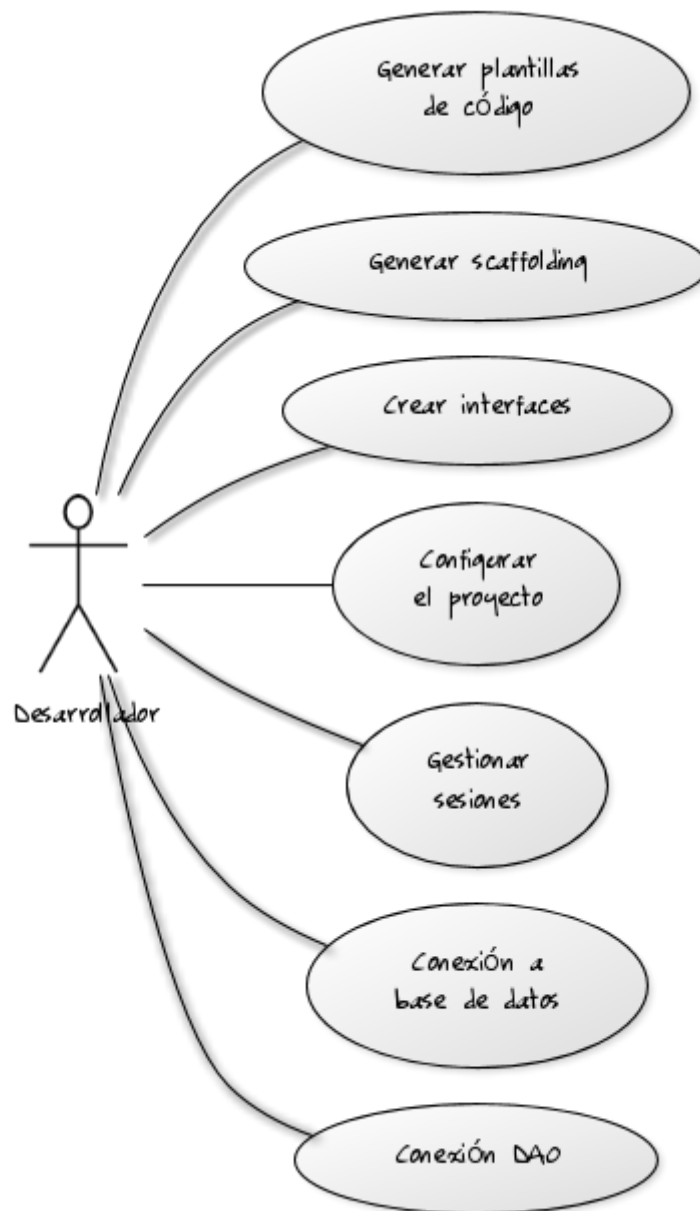 Generar plantillas
de código
Generar scaffolding
Crear interfaces
Configurar
el proyecto
Desarrollador
Gestionar
sesiones
Conexión a
base de datos
Conexión DAO